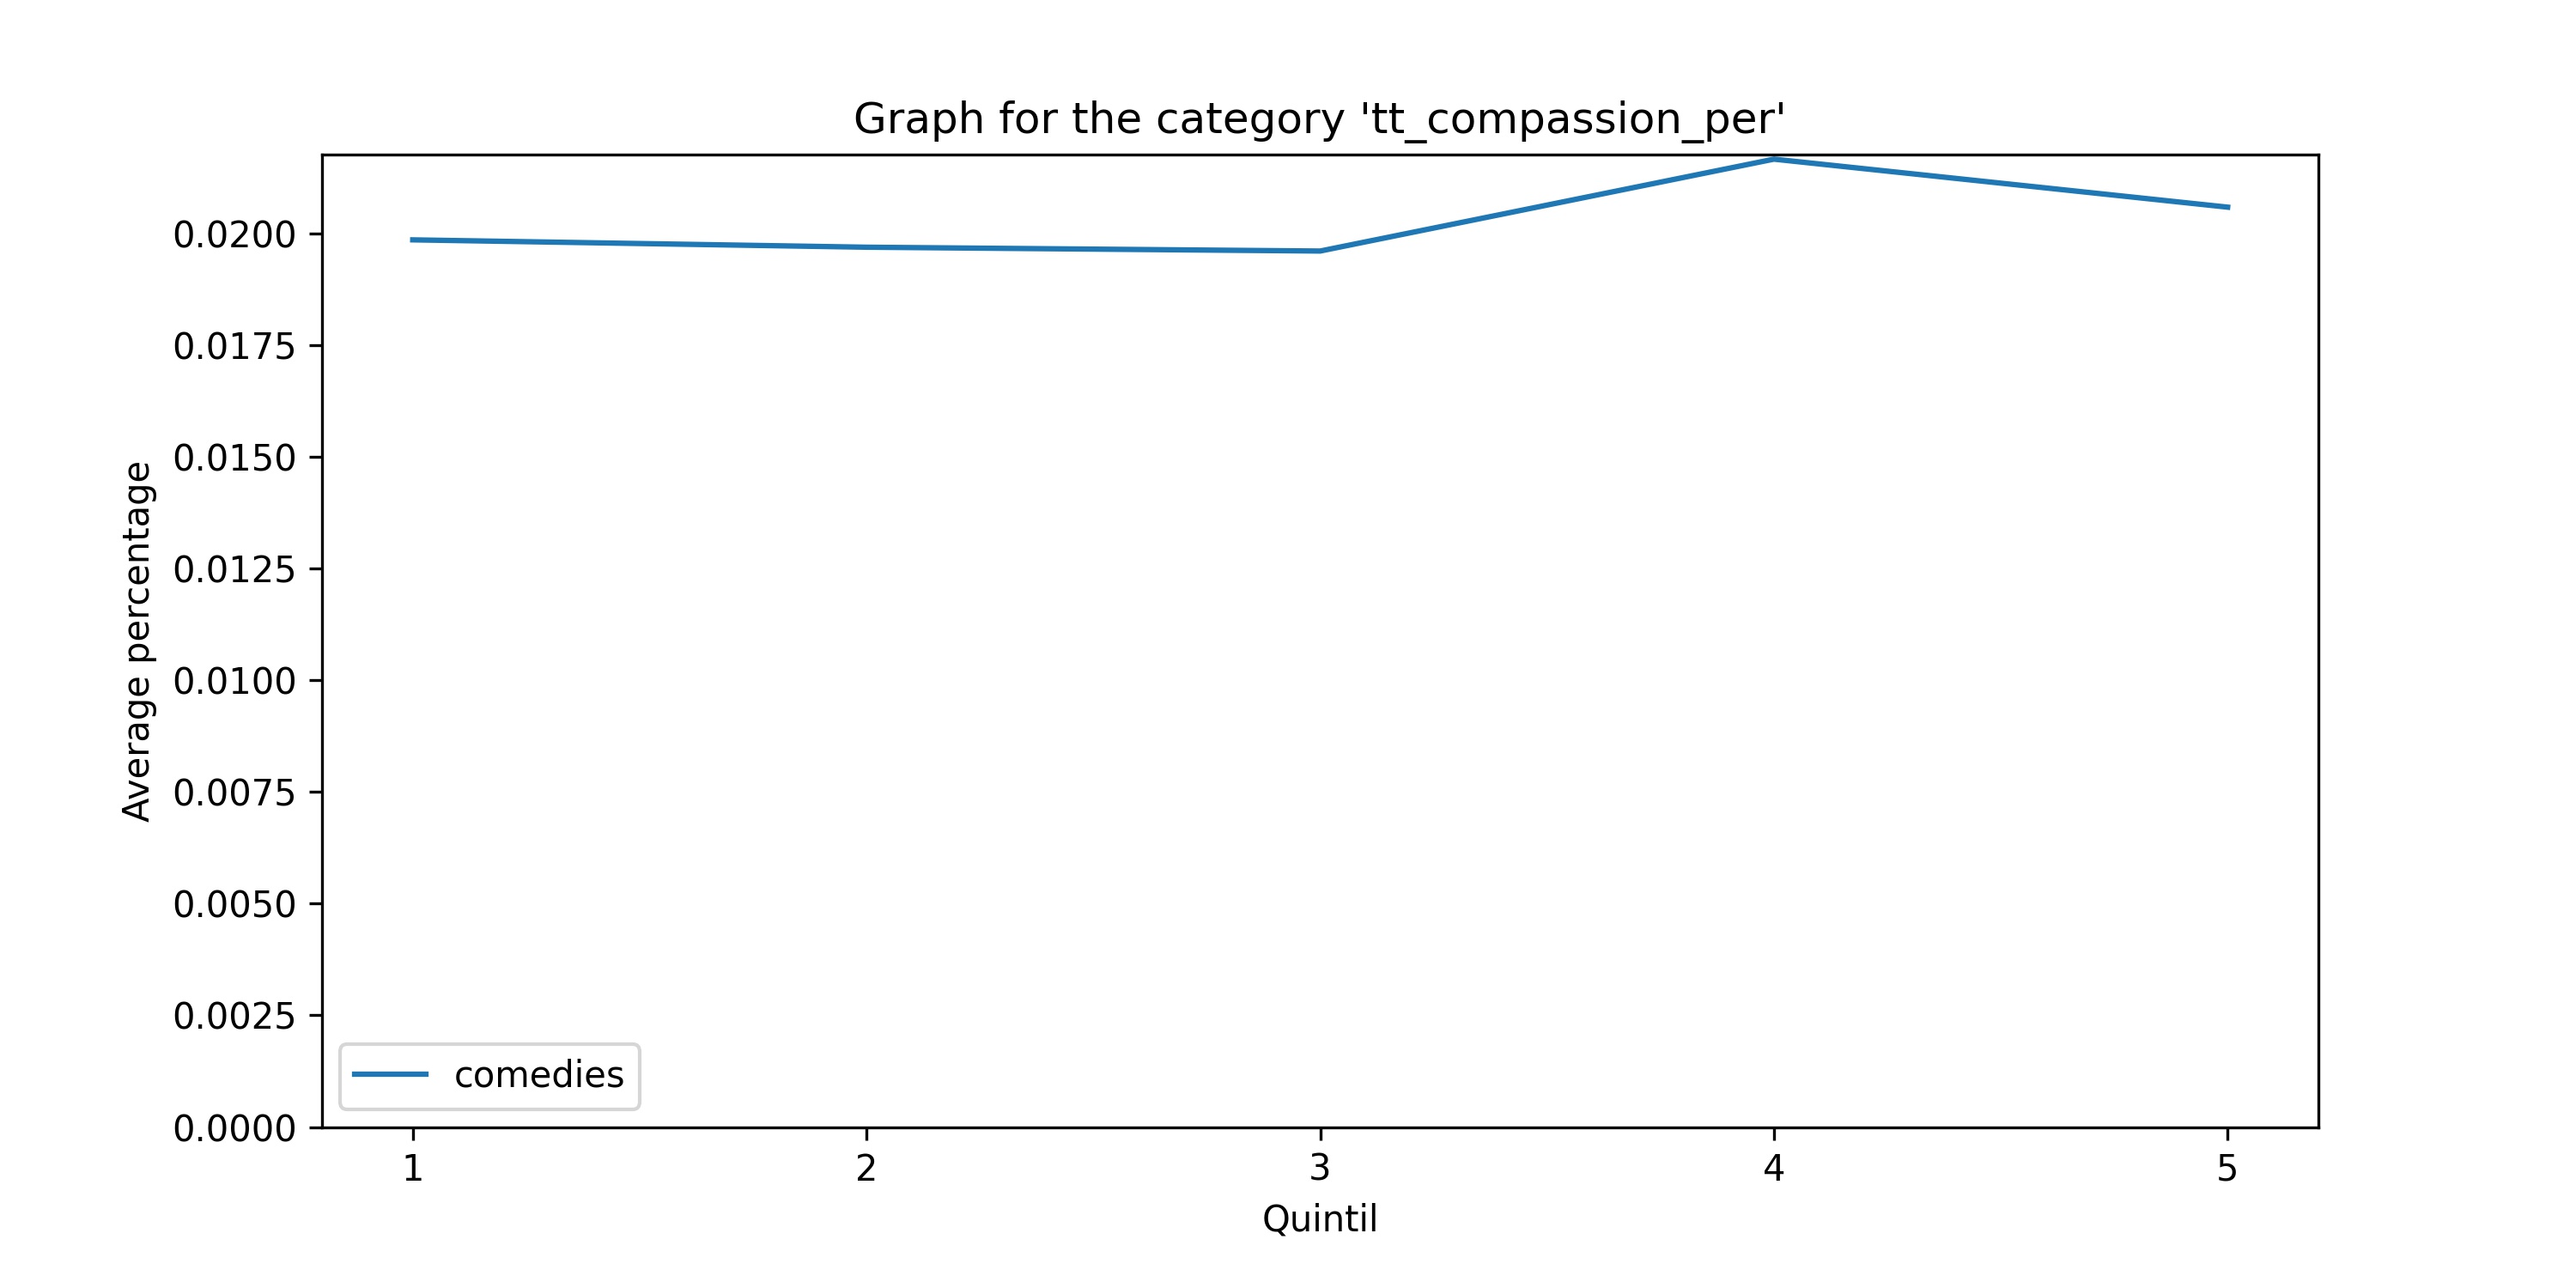 Graph for the category 'tt_compassion_per'
0.0200
0.0175
0.0150
0.0125
0.0100
0.0075
0.0050
0.0025
0.0000
Average percentage
comedies
1 2 3 4 5
Quintil